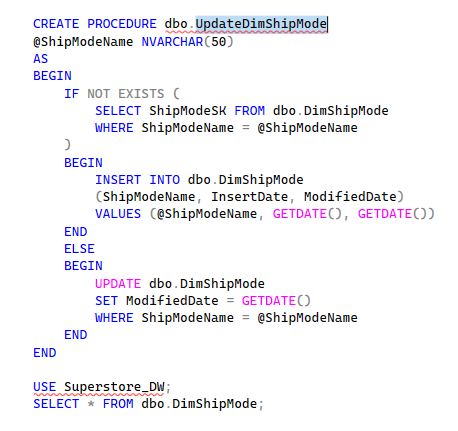 CREATE PROCEDURE dbo.UpdateDimShipMode
@ShipModeName NVARCHAR(50)
AS
BEGIN
    IF NOT EXISTS (
        SELECT ShipModeSK FROM dbo.DimShipMode
        WHERE ShipModeName = @ShipModeName
    )
    BEGIN
        INSERT INTO dbo.DimShipMode
        (ShipModeName, InsertDate, ModifiedDate)
        VALUES (@ShipModeName, GETDATE(), GETDATE())
    END
    ELSE
    BEGIN
        UPDATE dbo.DimShipMode
        SET ModifiedDate = GETDATE()
        WHERE ShipModeName = @ShipModeName
    END
END

USE Superstore_DW;
SELECT * FROM dbo.DimShipMode;